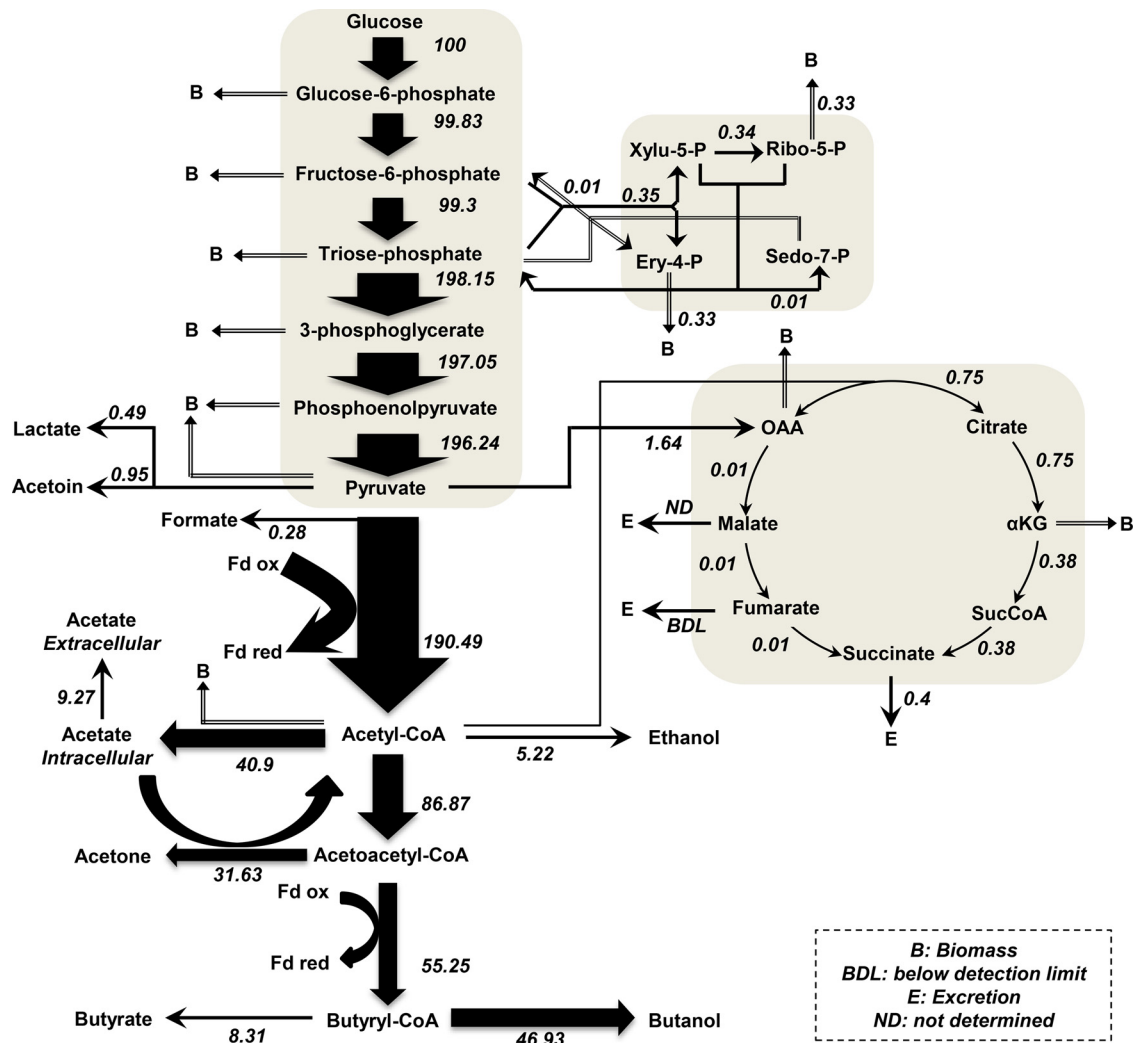 Glucose
100
B
Glucose-6-phosphate
99.83
B
Fructose-6-phosphate
99.3
B
Triose-phosphate
198.15
B
3-phosphoglycerate
197.05
B
Phosphoenolpyruvate
196.24
Pyruvate
Lactate
0.49
Acetoin
0.95
B
0.33
Xylu-5-P
0.34
Ribo-5-P
0.01
0.35
Ery-4-P
Sedo-7-P
0.01
0.33
B
B
0.75
1.64
OAA
Citrate
0.01
0.75
E
ND
Malate
αKG
B
0.01
0.38
E
BDL
Fumarate
SucCoA
0.01
0.38
Succinate
0.4
E
Formate
0.28
Fd ox
Fd red
190.49
Acetate
Extracellular
9.27
B
Acetate
Intracellular
40.9
Acetyl-CoA
5.22
Ethanol
86.87
Acetone
31.63
Acetoacetyl-CoA
Fd ox
Fd red
55.25
Butyrate
8.31
Butyryl-CoA
46.93
Butanol
B: Biomass
BDL: below detection limit
E: Excretion
ND: not determined